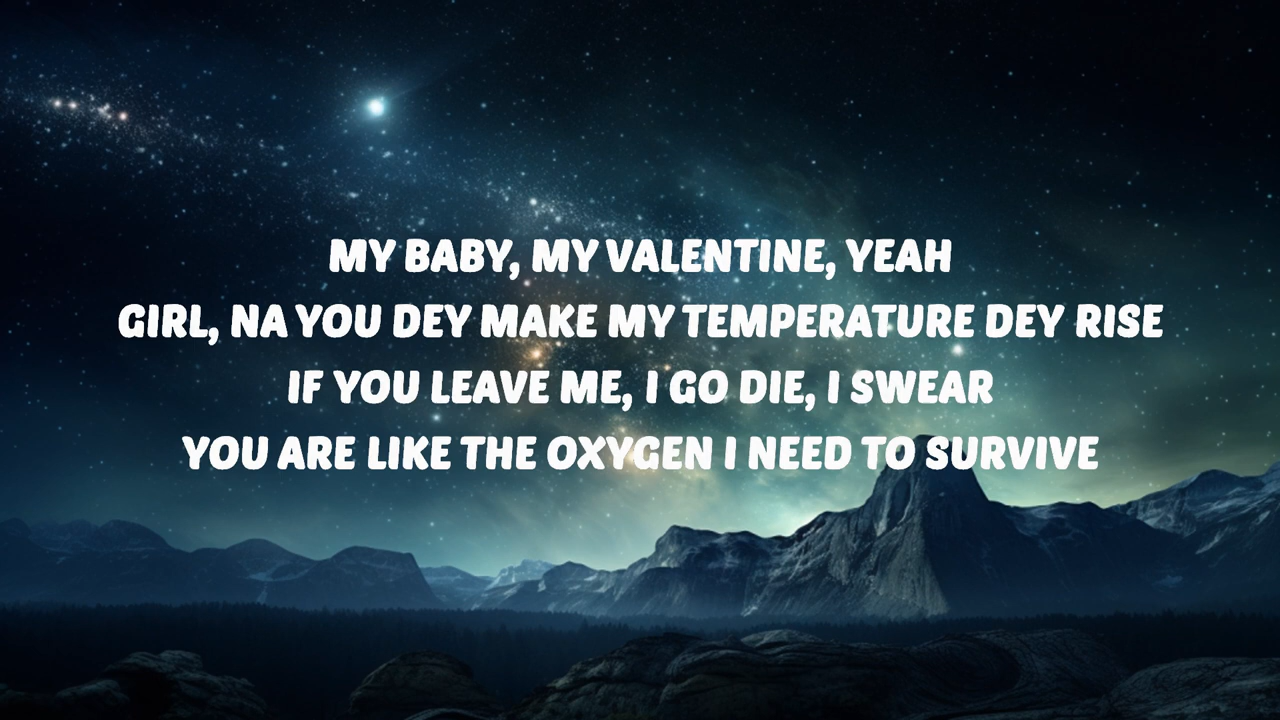 MY BABY, MY VALENTINE, YEAH
GIRL, NA YOU DEY MAKE MY TEMPERATURE DEY RISE
IF YOU LEAVE ME, I GO DIE, I SWEAR
YOU ARE LIKE THE OXYGEN I NEED TO SURVIVE